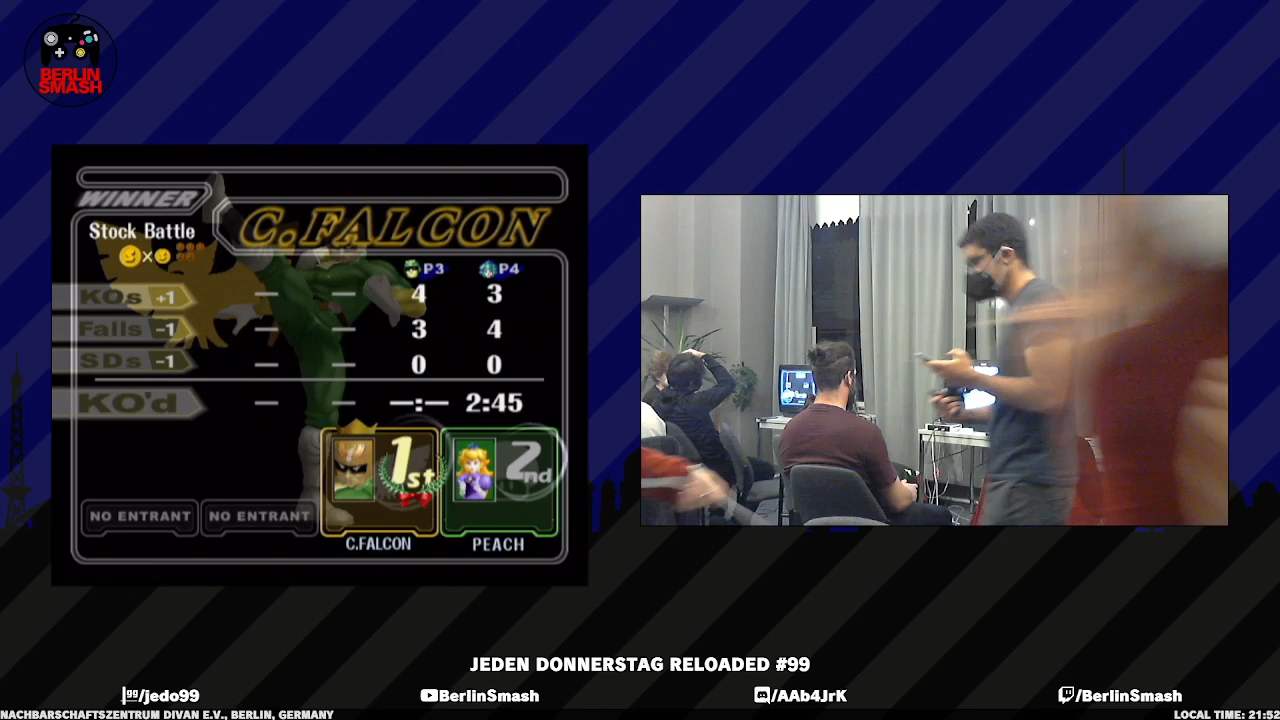 BERLIN
SMASH
WINNER
C.FALCON
Stock Battle
×
P3 P4
KOs +1 — — 4 3
Falls -1 — — 3 4
SDs -1 — — 0 0
KO'd — — —:— 2:45
1st 2nd
NO ENTRANT NO ENTRANT
C.FALCON PEACH
JEDEN DONNERSTAG RELOADED #99
gg/jedo99 BerlinSmash /AAb4JrK /BerlinSmash
NACHBARSCHAFTSZENTRUM DIVAN E.V., BERLIN, GERMANY LOCAL TIME: 21:52